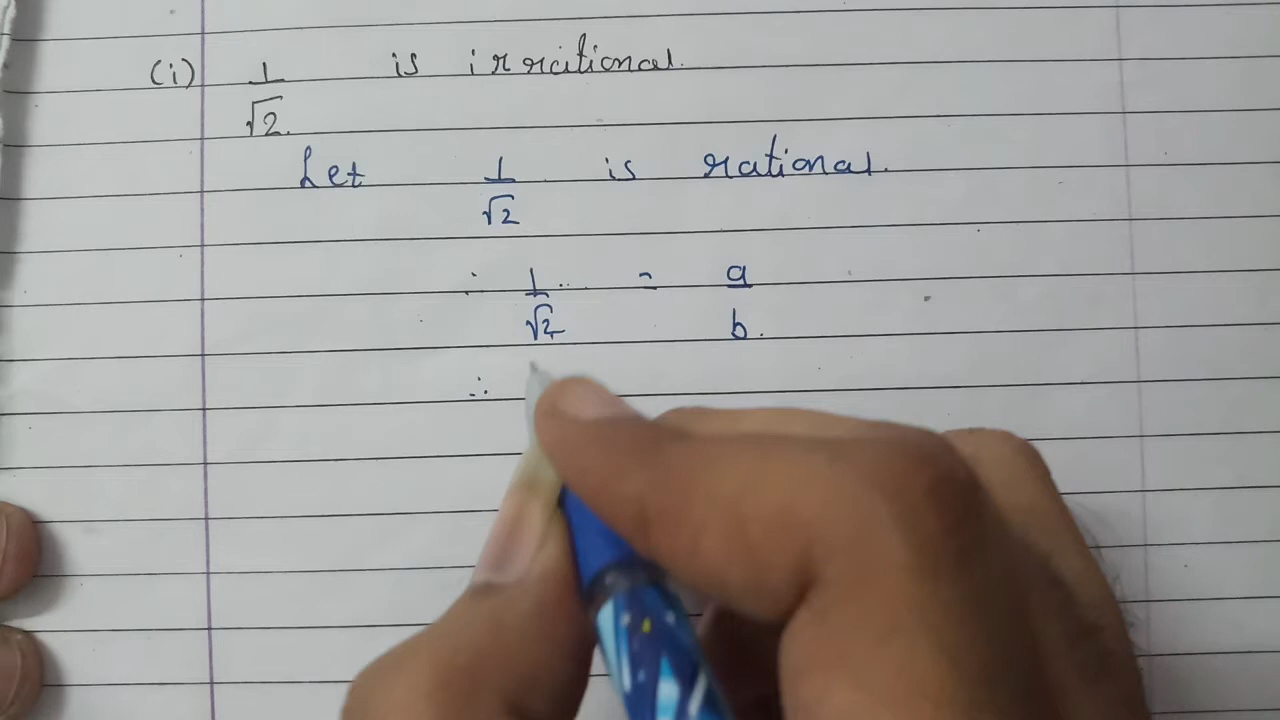 (i) 1/√2. is irrational.
Let 1/√2 is rational.
∴ 1/√2 = a/b.
∴